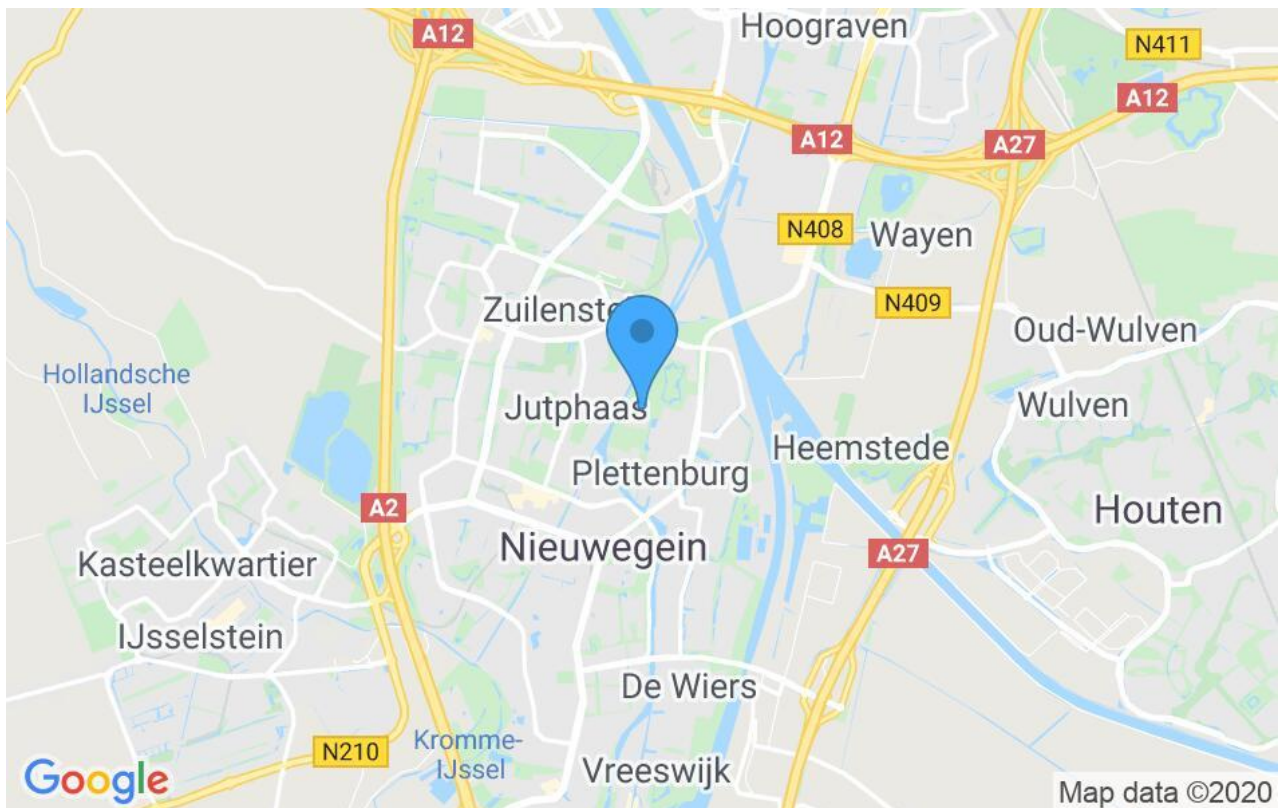 A12
Hoograven
N411
A12
A12
A27
N408
Wayen
N409
Zuilenste
Oud-Wulven
Hollandsche
IJssel
Jutphaas
Wulven
Heemstede
Plettenburg
A2
Houten
Nieuwegein
A27
Kasteelkwartier
IJsselstein
De Wiers
N210
Kromme-
IJssel
Vreeswijk
Google
Map data ©2020